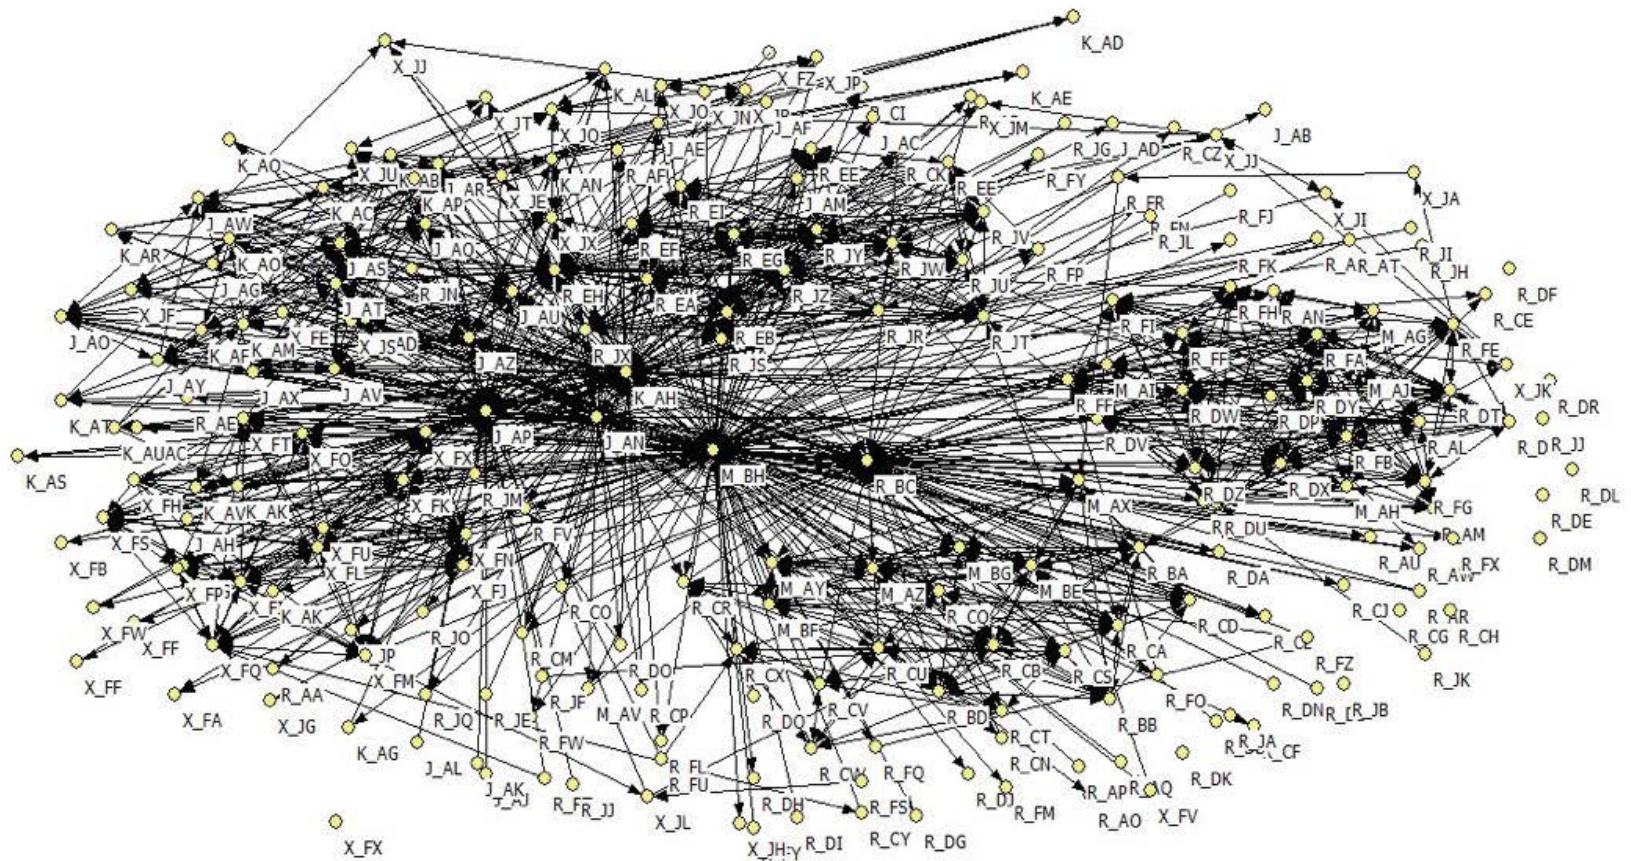 K_AD
X_JJ
X_FZ
X_JP
K_AL
K_AE
X_JO
X_JN
CI
X_JT
X_JQ
J_AF
X_JM
J_AB
J_AE
J_AC
R_JG
J_AD
R_CZ
X_JJ
K_AQ
X_JU
K_AB
J_AR
X_JE
K_AN
R_AFI
R_EE
R_CK
R_EE
R_FY
K_AC
K_AP
R_EI
J_AM
R_FR
R_FJ
X_JI
X_JA
J_AW
J_AQ
X_JX
R_EF
R_JV
R_JL
K_AR
K_AO
J_AS
R_EG
R_JY
R_JW
R_FP
R_FK
R_JI
R_JH
J_AG
R_JN
R_EH
R_EA
R_JZ
R_JU
R_DF
X_JF
J_AT
J_AU
R_FH
R_AN
R_CE
J_AO
K_AF
K_AM
X_FE
X_JS
J_AZ
R_JX
R_EB
R_JS
R_JR
R_JT
R_FI
R_FF
R_FA
M_AG
R_FE
J_AY
J_AX
J_AV
K_AH
R_FF
M_AI
R_DY
M_AJ
X_JK
K_AT
R_AE
X_FT
J_AP
J_AN
R_DW
R_DP
R_DT
R_DR
K_AUAC
X_FO
X_FX
R_DV
R_AL
R_D
R_JJ
K_AS
M_BH
R_BC
R_FB
X_FH
K_AV
K_AK
X_FK
R_JM
M_AX
R_DZ
R_DX
R_FG
R_DL
X_FS
J_AH
X_FU
R_FV
R_DU
M_AH
R_AM
R_DE
X_FB
X_FL
X_FN
M_BG
R_BA
R_DA
R_AU
R_FX
R_DM
X_FP
X_FJ
M_AY
M_AZ
M_BE
R_CJ
R_AR
X_FW
X_FF
K_AK
R_JO
R_CO
R_CR
M_BF
R_CQ
R_CD
R_CG
R_CH
X_FF
X_FQ
JP
X_FM
R_CM
R_DO
R_CX
R_CU
R_CB
R_CS
R_CA
R_FZ
R_JK
X_FA
R_AA
X_JG
R_JQ
R_JE
R_JF
M_AV
R_CP
R_DO
R_CV
R_BD
R_BB
R_FO
R_DN
R_JB
K_AG
R_FW
R_CT
R_JA
J_AL
R_FL
R_CW
R_FQ
R_CN
R_DK
J_AK
R_JJ
R_FU
X_JL
R_DH
R_FS
R_DJ
R_FM
R_AP
R_AQ
X_FV
R_AO
X_FX
X_JH
R_DI
R_CY
R_DG